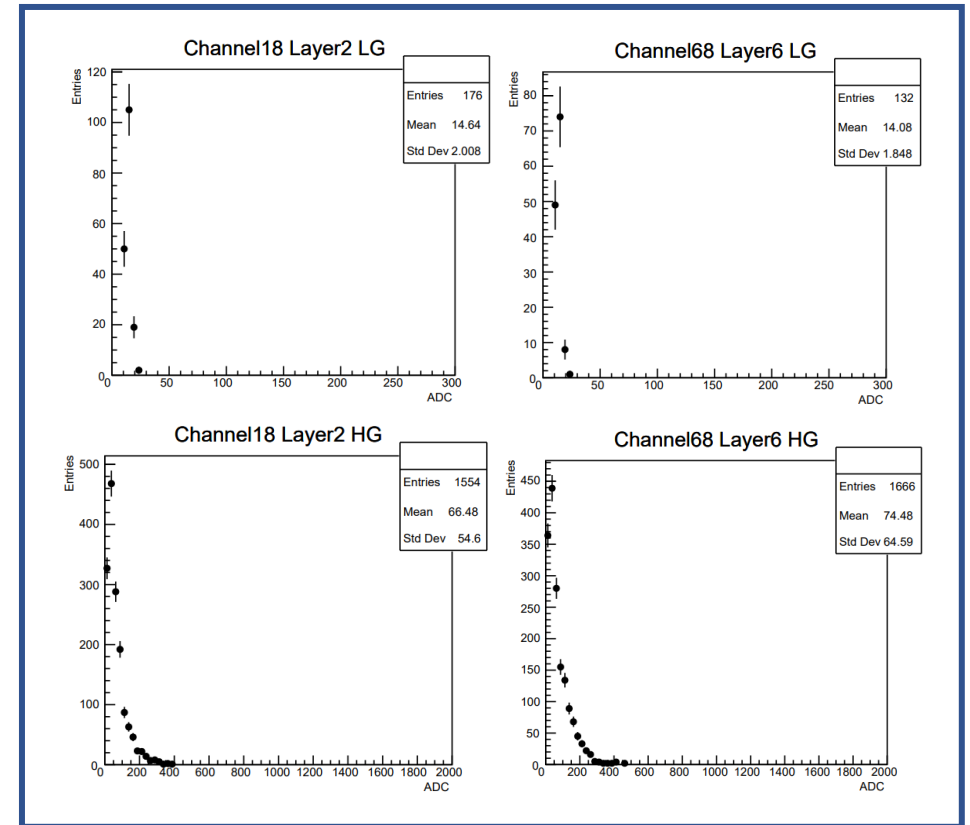 Channel18 Layer2 LG
Entries
120
100
80
60
40
20
0
50
100
150
200
250
300
ADC
Entries 176
Mean 14.64
Std Dev 2.008
Channel68 Layer6 LG
Entries
80
70
60
50
40
30
20
10
0
0
50
100
150
200
250
300
ADC
Entries 132
Mean 14.08
Std Dev 1.848
Channel18 Layer2 HG
Entries
500
400
300
200
100
0
0
200
400
600
800
1000
1200
1400
1600
1800
2000
ADC
Entries 1554
Mean 66.48
Std Dev 54.6
Channel68 Layer6 HG
Entries
450
400
350
300
250
200
150
100
50
0
0
200
400
600
800
1000
1200
1400
1600
1800
2000
ADC
Entries 1666
Mean 74.48
Std Dev 64.59